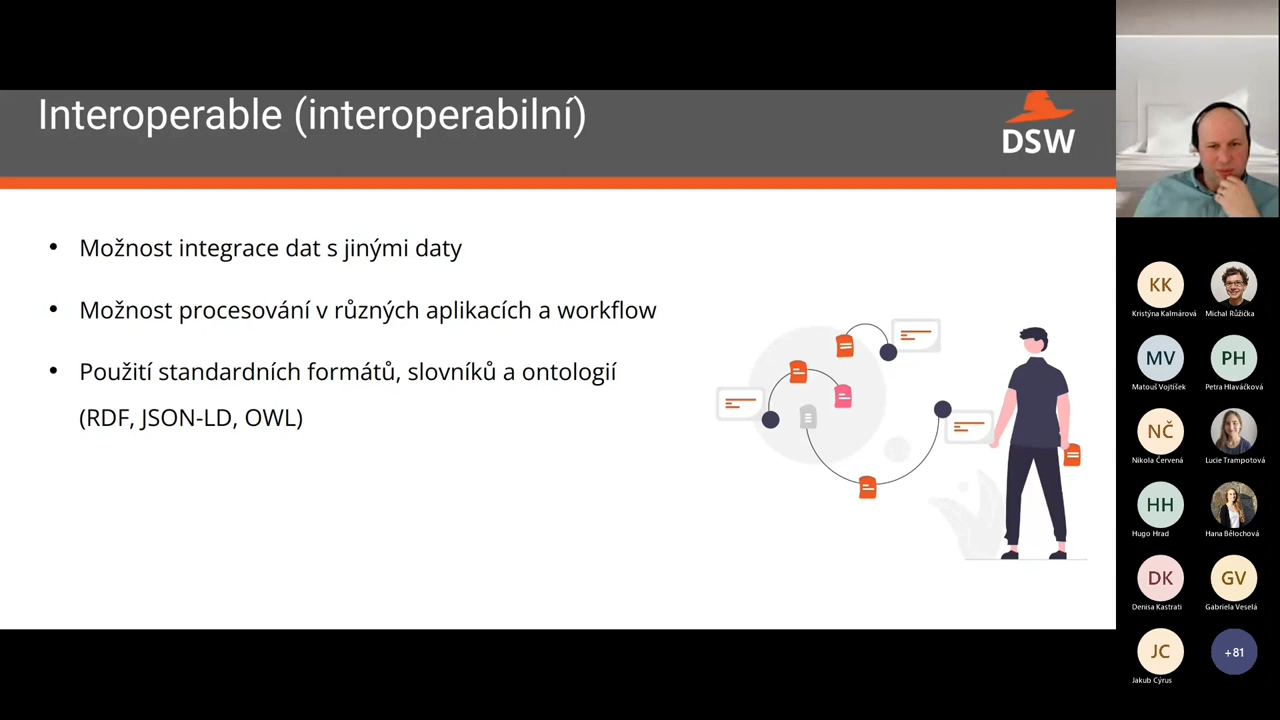 Interoperable (interoperabilní)
DSW
• Možnost integrace dat s jinými daty
• Možnost procesování v různých aplikacích a workflow
• Použití standardních formátů, slovníků a ontologií
(RDF, JSON-LD, OWL)
KK
Kristýna Kalmárová
Michal Růžička
MV
Matouš Vojtíšek
PH
Petra Hlaváčková
NČ
Nikola Červená
Lucie Trampotová
HH
Hugo Hrad
Hana Bělochová
DK
Denisa Kastrati
GV
Gabriela Veselá
JC
Jakub Cýrus
+81